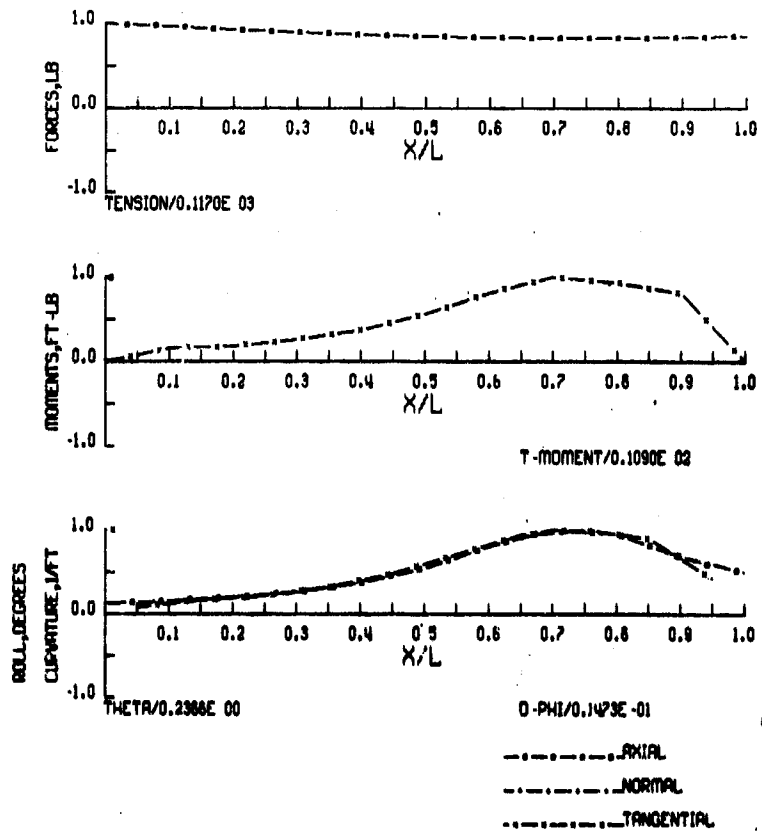 1.0
FORCES,LB
0.0
0.1 0.2 0.3 0.4 0.5 0.6 0.7 0.8 0.9 1.0
X/L
-1.0
TENSION/0.1170E 03
1.0
MOMENTS,FT-LB
0.0
0.1 0.2 0.3 0.4 0.5 0.6 0.7 0.8 0.9 1.0
X/L
-1.0
T-MOMENT/0.1090E 02
1.0
ROLL,DEGREES
CURVATURE,1/FT
0.0
0.1 0.2 0.3 0.4 0.5 0.6 0.7 0.8 0.9 1.0
X/L
-1.0
THETA/0.2366E 00
D-PHI/0.1473E-01
AXIAL
NORMAL
TANGENTIAL